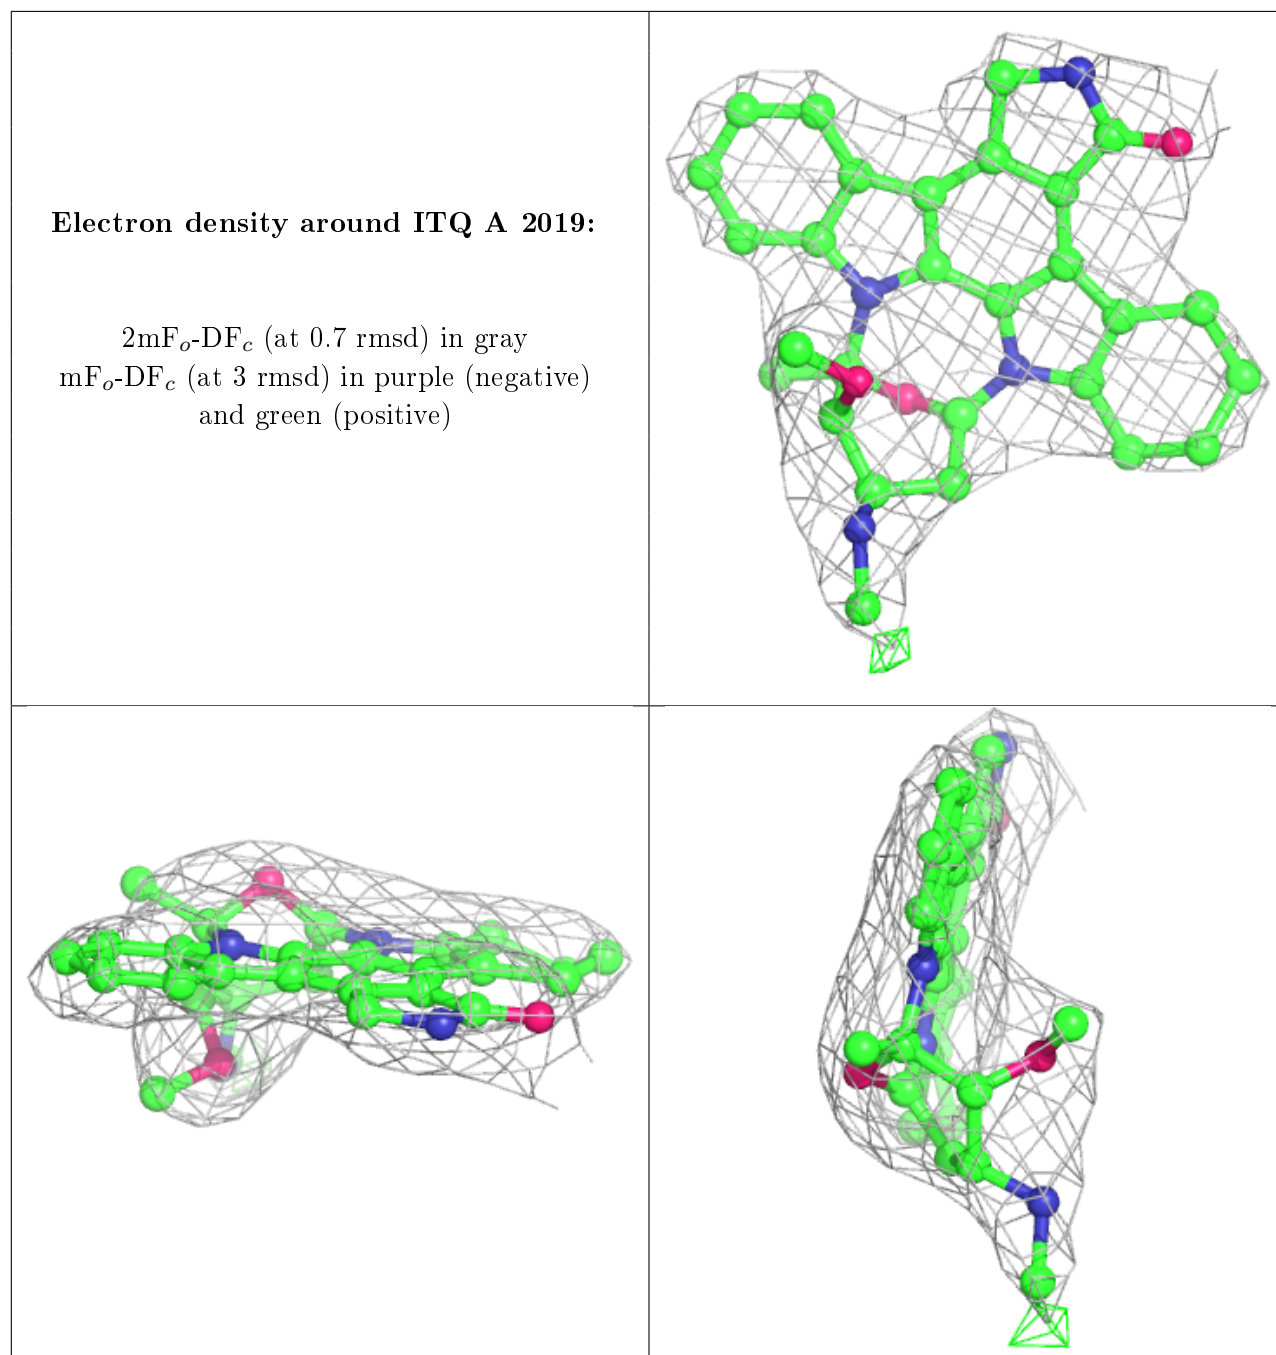 Electron density around ITQ A 2019:
2mFₒ-DF𝒸 (at 0.7 rmsd) in gray
mFₒ-DF𝒸 (at 3 rmsd) in purple (negative)
and green (positive)